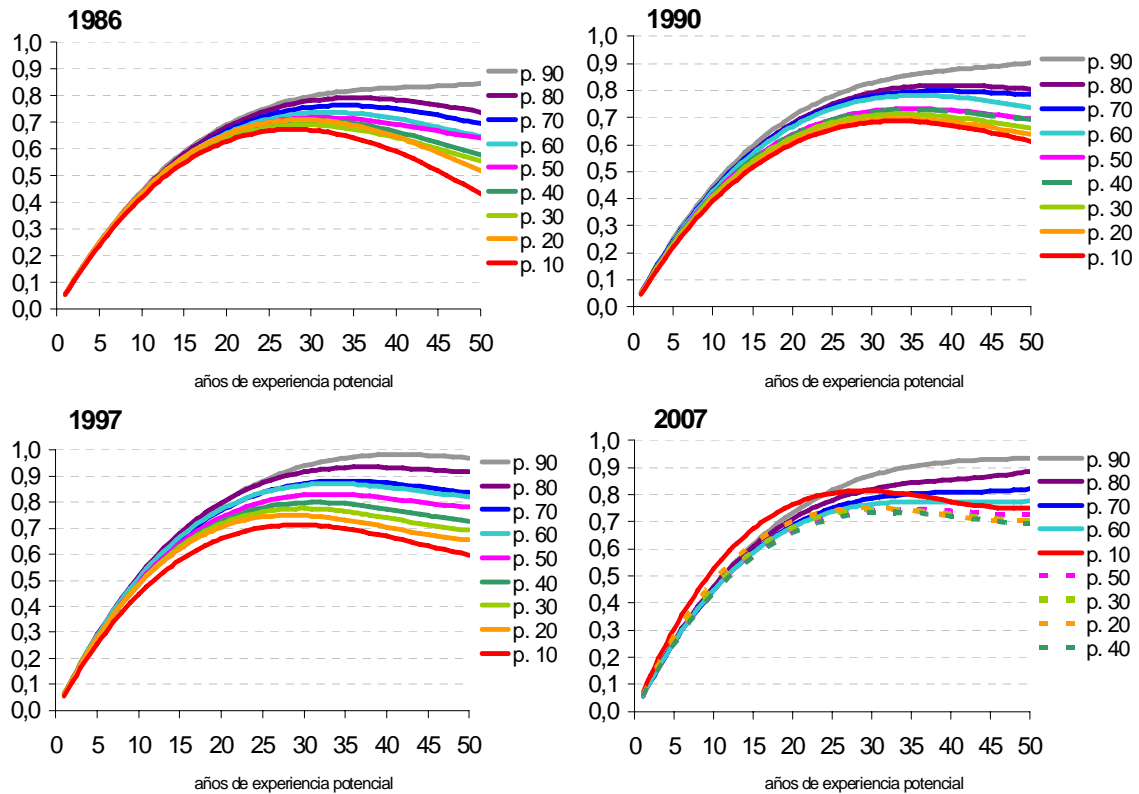 1986
1,0
0,9
0,8
0,7
0,6
0,5
0,4
0,3
0,2
0,1
0,0
0 5 10 15 20 25 30 35 40 45 50
años de experiencia potencial
p. 90
p. 80
p. 70
p. 60
p. 50
p. 40
p. 30
p. 20
p. 10
1990
1,0
0,9
0,8
0,7
0,6
0,5
0,4
0,3
0,2
0,1
0,0
0 5 10 15 20 25 30 35 40 45 50
años de experiencia potencial
p. 90
p. 80
p. 70
p. 60
p. 50
p. 40
p. 30
p. 20
p. 10
1997
1,0
0,9
0,8
0,7
0,6
0,5
0,4
0,3
0,2
0,1
0,0
0 5 10 15 20 25 30 35 40 45 50
años de experiencia potencial
p. 90
p. 80
p. 70
p. 60
p. 50
p. 40
p. 30
p. 20
p. 10
2007
1,0
0,9
0,8
0,7
0,6
0,5
0,4
0,3
0,2
0,1
0,0
0 5 10 15 20 25 30 35 40 45 50
años de experiencia potencial
p. 90
p. 80
p. 70
p. 60
p. 10
p. 50
p. 30
p. 20
p. 40